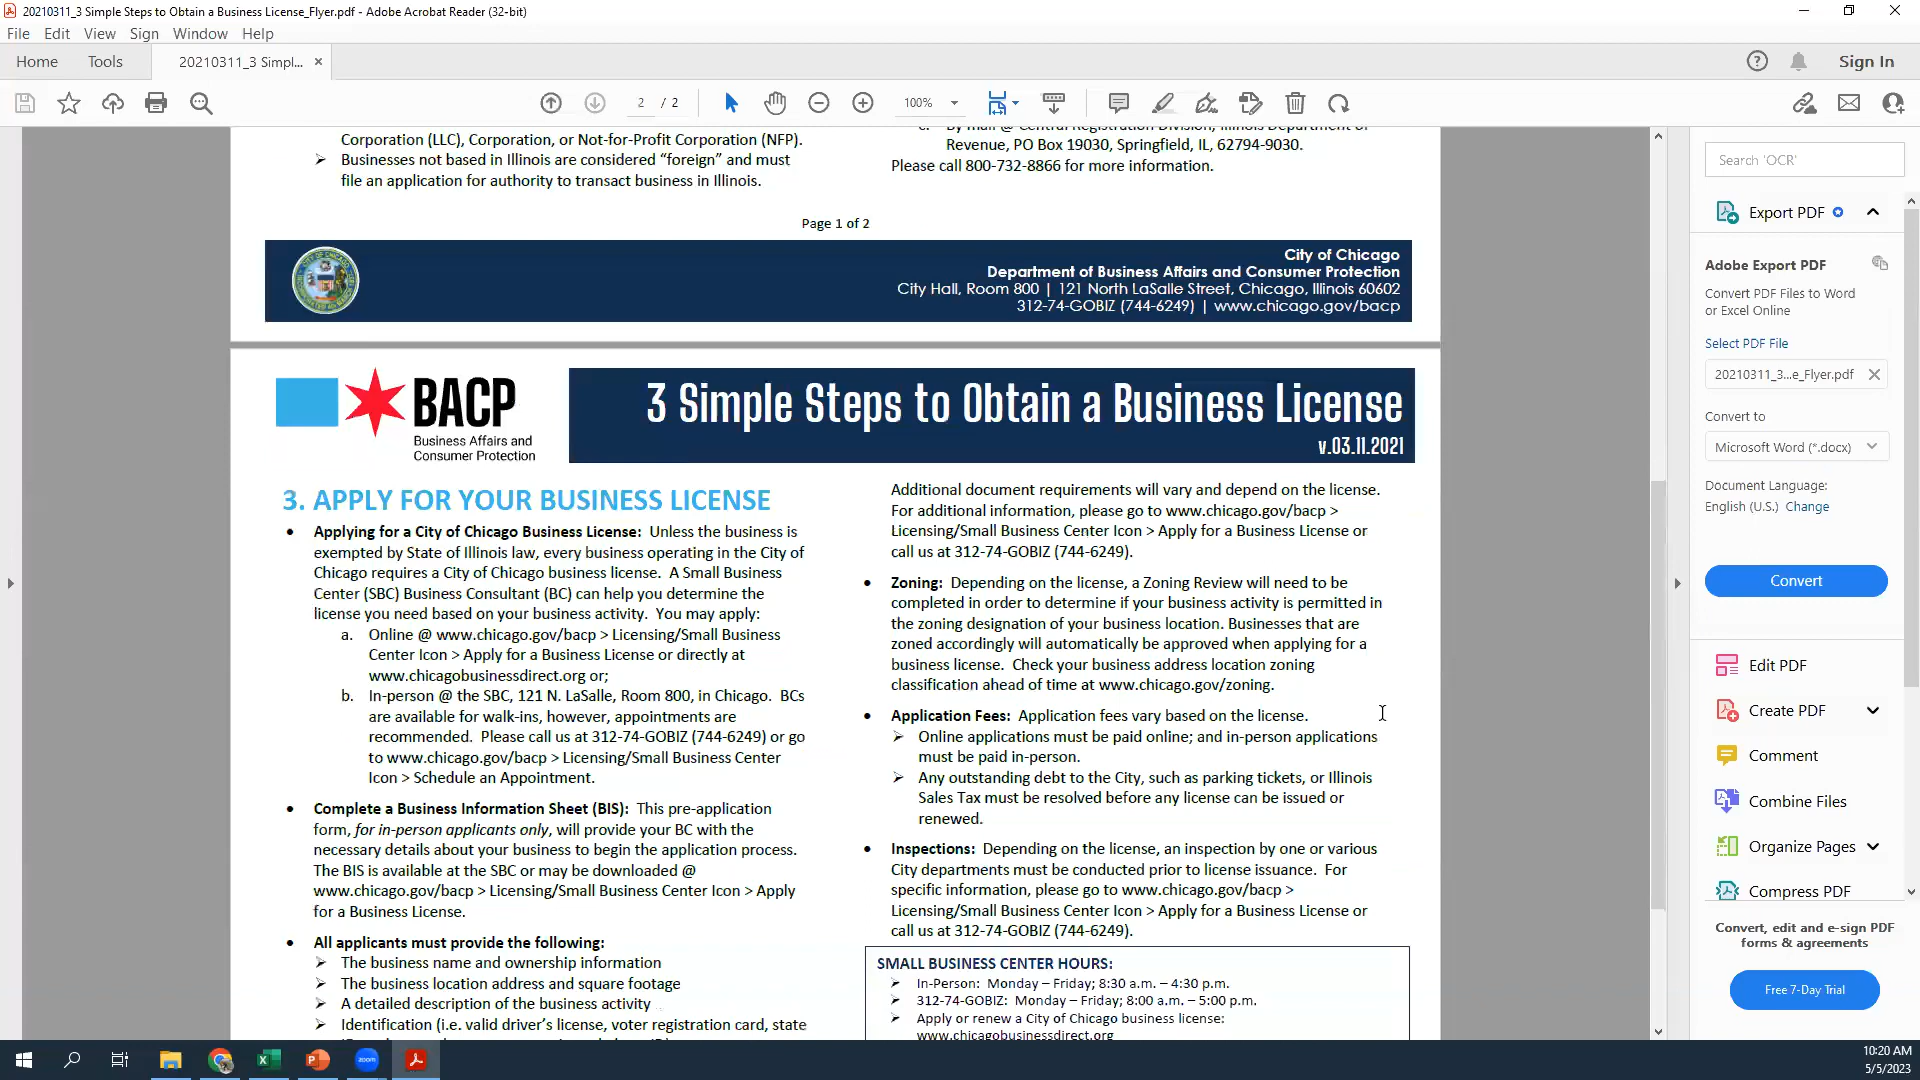 20210311_3 Simple Steps to Obtain a Business License_Flyer.pdf - Adobe Acrobat Reader (32-bit)
File Edit View Sign Window Help
Home Tools 20210311_3 Simpl... ×
Sign In
2 / 2
100%
Corporation (LLC), Corporation, or Not-for-Profit Corporation (NFP).
➢ Businesses not based in Illinois are considered “foreign” and must
file an application for authority to transact business in Illinois.
c. By mail @ Central Registration Division, Illinois Department of
Revenue, PO Box 19030, Springfield, IL, 62794-9030.
Please call 800-732-8866 for more information.
Page 1 of 2
City of Chicago
Department of Business Affairs and Consumer Protection
City Hall, Room 800 | 121 North LaSalle Street, Chicago, Illinois 60602
312-74-GOBIZ (744-6249) | www.chicago.gov/bacp
BACP
Business Affairs and
Consumer Protection
3 Simple Steps to Obtain a Business License
v.03.11.2021
3. APPLY FOR YOUR BUSINESS LICENSE
• Applying for a City of Chicago Business License: Unless the business is
exempted by State of Illinois law, every business operating in the City of
Chicago requires a City of Chicago business license. A Small Business
Center (SBC) Business Consultant (BC) can help you determine the
license you need based on your business activity. You may apply:
a. Online @ www.chicago.gov/bacp > Licensing/Small Business
Center Icon > Apply for a Business License or directly at
www.chicagobusinessdirect.org or;
b. In-person @ the SBC, 121 N. LaSalle, Room 800, in Chicago. BCs
are available for walk-ins, however, appointments are
recommended. Please call us at 312-74-GOBIZ (744-6249) or go
to www.chicago.gov/bacp > Licensing/Small Business Center
Icon > Schedule an Appointment.
• Complete a Business Information Sheet (BIS): This pre-application
form, for in-person applicants only, will provide your BC with the
necessary details about your business to begin the application process.
The BIS is available at the SBC or may be downloaded @
www.chicago.gov/bacp > Licensing/Small Business Center Icon > Apply
for a Business License.
• All applicants must provide the following:
➢ The business name and ownership information
➢ The business location address and square footage
➢ A detailed description of the business activity
➢ Identification (i.e. valid driver’s license, voter registration card, state
Additional document requirements will vary and depend on the license.
For additional information, please go to www.chicago.gov/bacp >
Licensing/Small Business Center Icon > Apply for a Business License or
call us at 312-74-GOBIZ (744-6249).
• Zoning: Depending on the license, a Zoning Review will need to be
completed in order to determine if your business activity is permitted in
the zoning designation of your business location. Businesses that are
zoned accordingly will automatically be approved when applying for a
business license. Check your business address location zoning
classification ahead of time at www.chicago.gov/zoning.
• Application Fees: Application fees vary based on the license.
➢ Online applications must be paid online; and in-person applications
must be paid in-person.
➢ Any outstanding debt to the City, such as parking tickets, or Illinois
Sales Tax must be resolved before any license can be issued or
renewed.
• Inspections: Depending on the license, an inspection by one or various
City departments must be conducted prior to license issuance. For
specific information, please go to www.chicago.gov/bacp >
Licensing/Small Business Center Icon > Apply for a Business License or
call us at 312-74-GOBIZ (744-6249).
SMALL BUSINESS CENTER HOURS:
➢ In-Person: Monday – Friday; 8:30 a.m. – 4:30 p.m.
➢ 312-74-GOBIZ: Monday – Friday; 8:00 a.m. – 5:00 p.m.
➢ Apply or renew a City of Chicago business license:
www.chicagobusinessdirect.org
Search 'OCR'
Export PDF
Adobe Export PDF
Convert PDF Files to Word
or Excel Online
Select PDF File
20210311_3...e_Flyer.pdf
Convert to
Microsoft Word (*.docx)
Document Language:
English (U.S.) Change
Convert
Edit PDF
Create PDF
Comment
Combine Files
Organize Pages
Compress PDF
Convert, edit and e-sign PDF
forms & agreements
Free 7-Day Trial
zoom
10:20 AM
5/5/2023